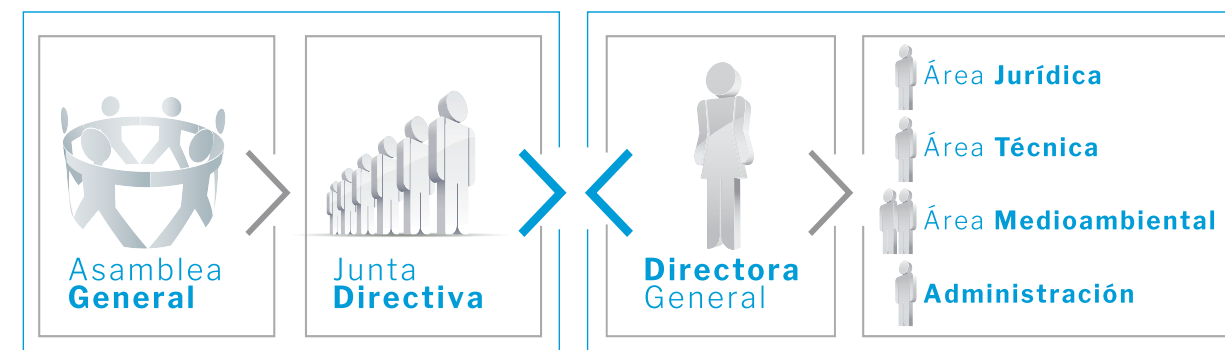 Asamblea
General
Junta
Directiva
Directora
General
Área Jurídica
Área Técnica
Área Medioambiental
Administración